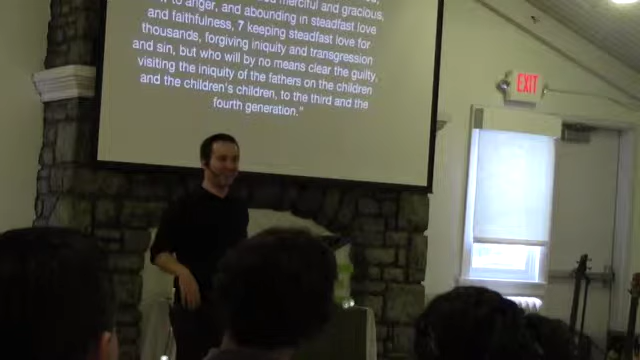 merciful and gracious,
to anger, and abounding in steadfast love
and faithfulness, 7 keeping steadfast love for
thousands, forgiving iniquity and transgression
and sin, but who will by no means clear the guilty,
visiting the iniquity of the fathers on the children
and the children's children, to the third and the
fourth generation."
EXIT